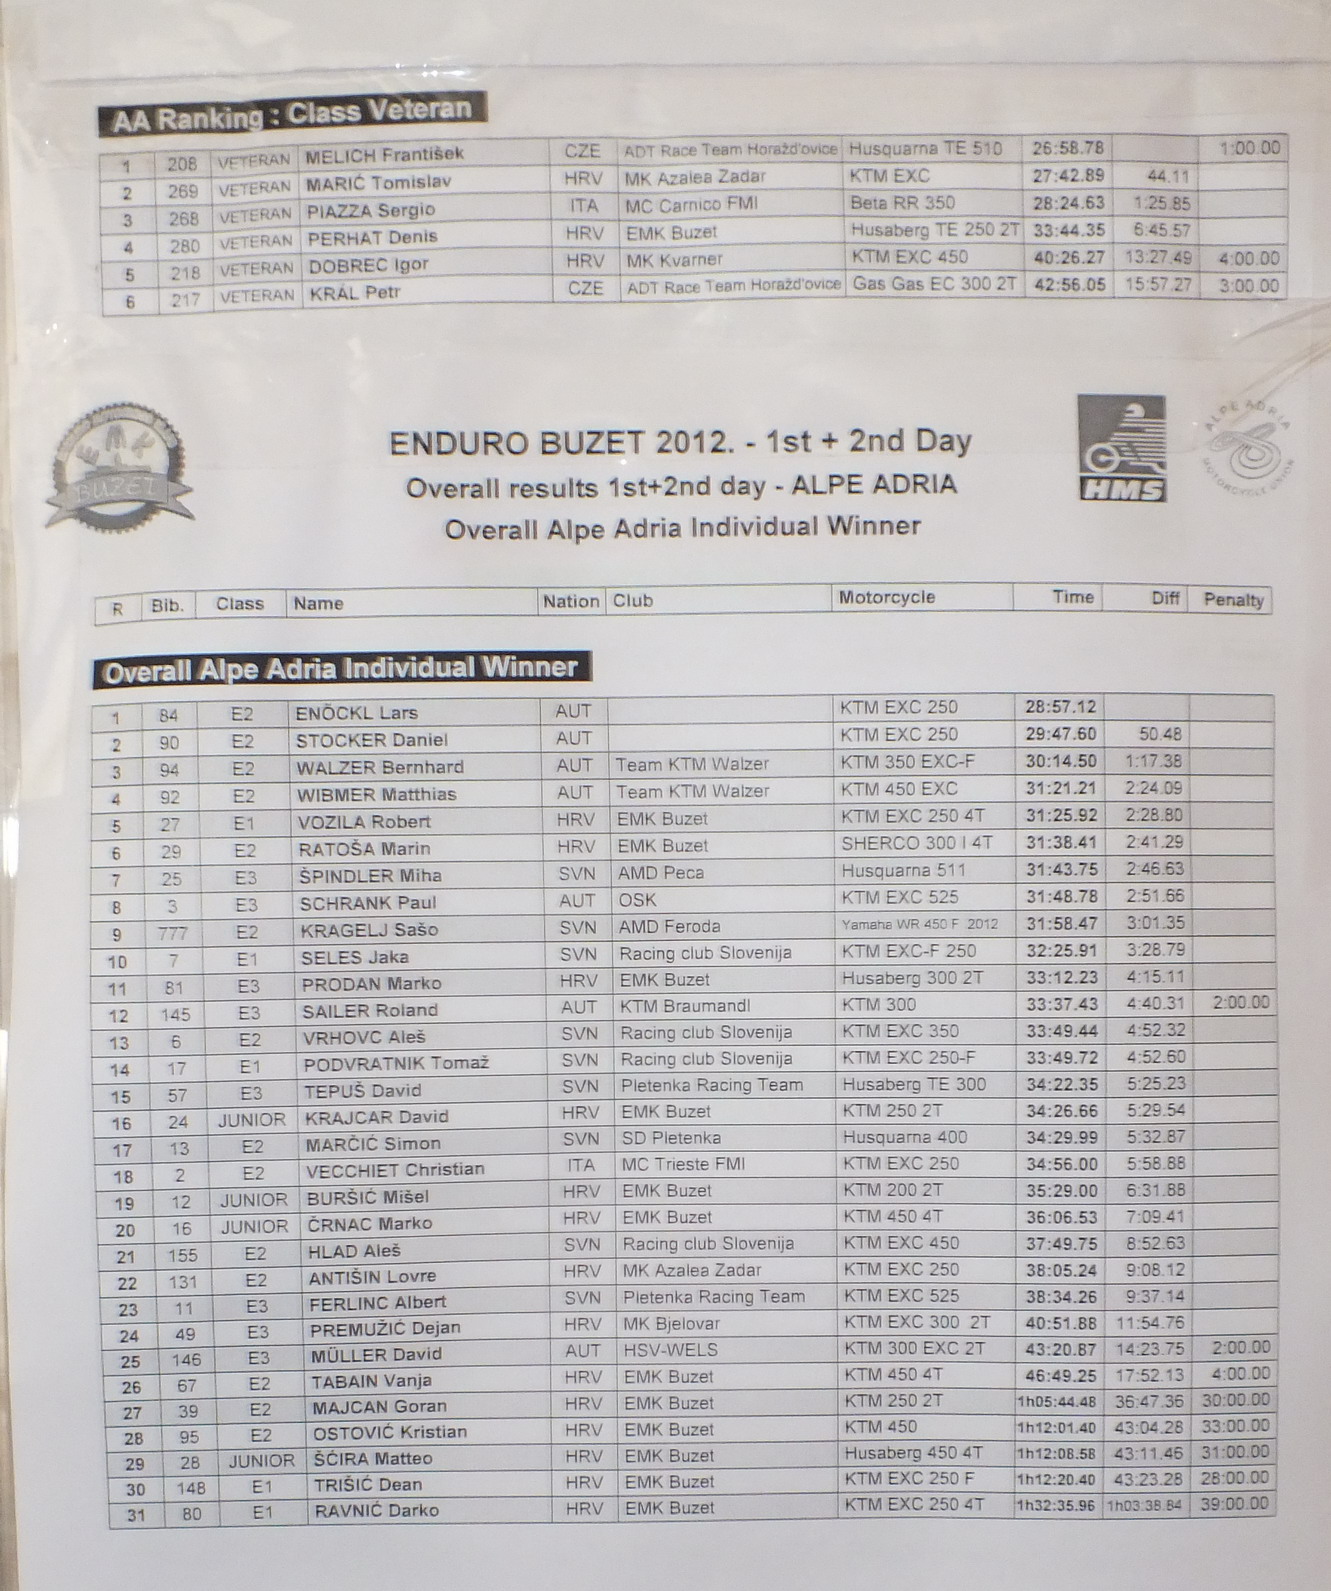 AA Ranking : Class Veteran
1 208 VETERAN MELICH František CZE ADT Race Team Horažd'ovice Husquarna TE 510 26:58.78 1:00.00
2 269 VETERAN MARIĆ Tomislav HRV MK Azalea Zadar KTM EXC 27:42.89 44.11
3 268 VETERAN PIAZZA Sergio ITA MC Carnico FMI Beta RR 350 28:24.63 1:25.85
4 280 VETERAN PERHAT Denis HRV EMK Buzet Husaberg TE 250 2T 33:44.35 6:45.57
5 218 VETERAN DOBREC Igor HRV MK Kvarner KTM EXC 450 40:26.27 13:27.49 4:00.00
6 217 VETERAN KRÁL Petr CZE ADT Race Team Horažd'ovice Gas Gas EC 300 2T 42:56.05 15:57.27 3:00.00
EMK
BUZET
ENDURO BUZET 2012. - 1st + 2nd Day
Overall results 1st+2nd day - ALPE ADRIA
Overall Alpe Adria Individual Winner
HMS
ALPE ADRIA
MOTORCYCLE UNION
R Bib. Class Name Nation Club Motorcycle Time Diff Penalty
Overall Alpe Adria Individual Winner
1 84 E2 ENÖCKL Lars AUT KTM EXC 250 28:57.12
2 90 E2 STOCKER Daniel AUT KTM EXC 250 29:47.60 50.48
3 94 E2 WALZER Bernhard AUT Team KTM Walzer KTM 350 EXC-F 30:14.50 1:17.38
4 92 E2 WIBMER Matthias AUT Team KTM Walzer KTM 450 EXC 31:21.21 2:24.09
5 27 E1 VOZILA Robert HRV EMK Buzet KTM EXC 250 4T 31:25.92 2:28.80
6 29 E2 RATOŠA Marin HRV EMK Buzet SHERCO 300 I 4T 31:38.41 2:41.29
7 25 E3 ŠPINDLER Miha SVN AMD Peca Husquarna 511 31:43.75 2:46.63
8 3 E3 SCHRANK Paul AUT OSK KTM EXC 525 31:48.78 2:51.66
9 777 E2 KRAGELJ Sašo SVN AMD Feroda Yamaha WR 450 F 2012 31:58.47 3:01.35
10 7 E1 SELES Jaka SVN Racing club Slovenija KTM EXC-F 250 32:25.91 3:28.79
11 81 E3 PRODAN Marko HRV EMK Buzet Husaberg 300 2T 33:12.23 4:15.11
12 145 E3 SAILER Roland AUT KTM Braumandl KTM 300 33:37.43 4:40.31 2:00.00
13 6 E2 VRHOVC Aleš SVN Racing club Slovenija KTM EXC 350 33:49.44 4:52.32
14 17 E1 PODVRATNIK Tomaž SVN Racing club Slovenija KTM EXC 250-F 33:49.72 4:52.60
15 57 E3 TEPUŠ David SVN Pletenka Racing Team Husaberg TE 300 34:22.35 5:25.23
16 24 JUNIOR KRAJCAR David HRV EMK Buzet KTM 250 2T 34:26.66 5:29.54
17 13 E2 MARČIĆ Simon SVN SD Pletenka Husquarna 400 34:29.99 5:32.87
18 2 E2 VECCHIET Christian ITA MC Trieste FMI KTM EXC 250 34:56.00 5:58.88
19 12 JUNIOR BURŠIĆ Mišel HRV EMK Buzet KTM 200 2T 35:29.00 6:31.88
20 16 JUNIOR ČRNAC Marko HRV EMK Buzet KTM 450 4T 36:06.53 7:09.41
21 155 E2 HLAD Aleš SVN Racing club Slovenija KTM EXC 450 37:49.75 8:52.63
22 131 E2 ANTIŠIN Lovre HRV MK Azalea Zadar KTM EXC 250 38:05.24 9:08.12
23 11 E3 FERLINC Albert SVN Pletenka Racing Team KTM EXC 525 38:34.26 9:37.14
24 49 E3 PREMUŽIĆ Dejan HRV MK Bjelovar KTM EXC 300 2T 40:51.88 11:54.76
25 146 E3 MÜLLER David AUT HSV-WELS KTM 300 EXC 2T 43:20.87 14:23.75 2:00.00
26 67 E2 TABAIN Vanja HRV EMK Buzet KTM 450 4T 46:49.25 17:52.13 4:00.00
27 39 E2 MAJCAN Goran HRV EMK Buzet KTM 250 2T 1h05:44.48 36:47.36 30:00.00
28 95 E2 OSTOVIĆ Kristian HRV EMK Buzet KTM 450 1h12:01.40 43:04.28 33:00.00
29 28 JUNIOR ŠĆIRA Matteo HRV EMK Buzet Husaberg 450 4T 1h12:08.58 43:11.46 31:00.00
30 148 E1 TRIŠIĆ Dean HRV EMK Buzet KTM EXC 250 F 1h12:20.40 43:23.28 28:00.00
31 80 E1 RAVNIĆ Darko HRV EMK Buzet KTM EXC 250 4T 1h32:35.96 1h03:38.84 39:00.00